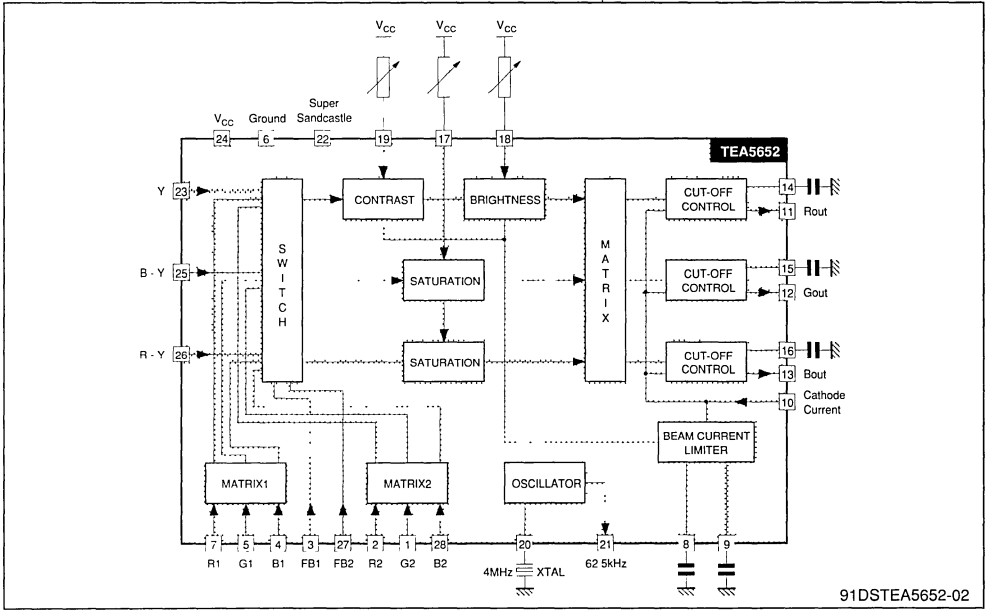 VCC VCC VCC
Super
VCC Ground Sandcastle
24 6 22 19 17 18
TEA5652
Y 23
CONTRAST BRIGHTNESS
CUT-OFF
CONTROL
14
11 Rout
SWITCH
MATRIX
B - Y 25
SATURATION
CUT-OFF
CONTROL
15
12 Gout
R - Y 26
SATURATION
CUT-OFF
CONTROL
16
13 Bout
10 Cathode
Current
BEAM CURRENT
LIMITER
MATRIX1 MATRIX2 OSCILLATOR
7 5 4 3 27 2 1 28 20 21 8 9
R1 G1 B1 FB1 FB2 R2 G2 B2
4MHz XTAL 62 5kHz
91DSTEA5652-02